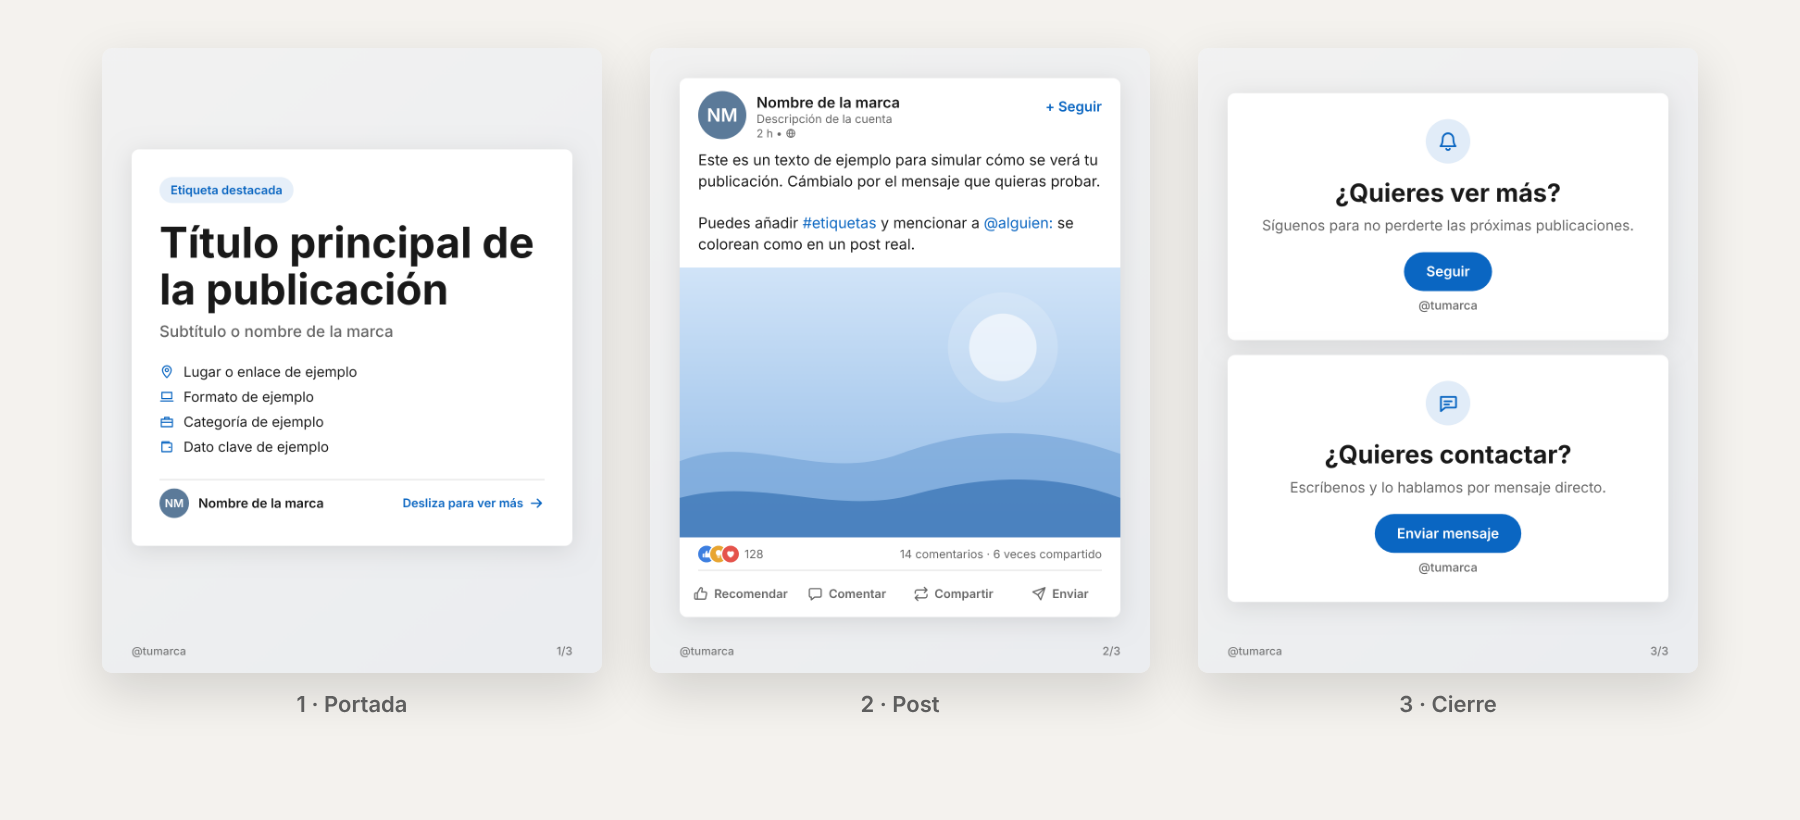 Etiqueta destacada
Título principal de
la publicación
Subtítulo o nombre de la marca
Lugar o enlace de ejemplo
Formato de ejemplo
Categoría de ejemplo
Dato clave de ejemplo
NM Nombre de la marca Desliza para ver más →
@tumarca 1/3
1 · Portada
NM
Nombre de la marca
+ Seguir
Descripción de la cuenta
2 h •
Este es un texto de ejemplo para simular cómo se verá tu
publicación. Cámbialo por el mensaje que quieras probar.
Puedes añadir #etiquetas y mencionar a @alguien: se
colorean como en un post real.
128 14 comentarios · 6 veces compartido
Recomendar Comentar Compartir Enviar
@tumarca 2/3
2 · Post
¿Quieres ver más?
Síguenos para no perderte las próximas publicaciones.
Seguir
@tumarca
¿Quieres contactar?
Escríbenos y lo hablamos por mensaje directo.
Enviar mensaje
@tumarca
@tumarca 3/3
3 · Cierre